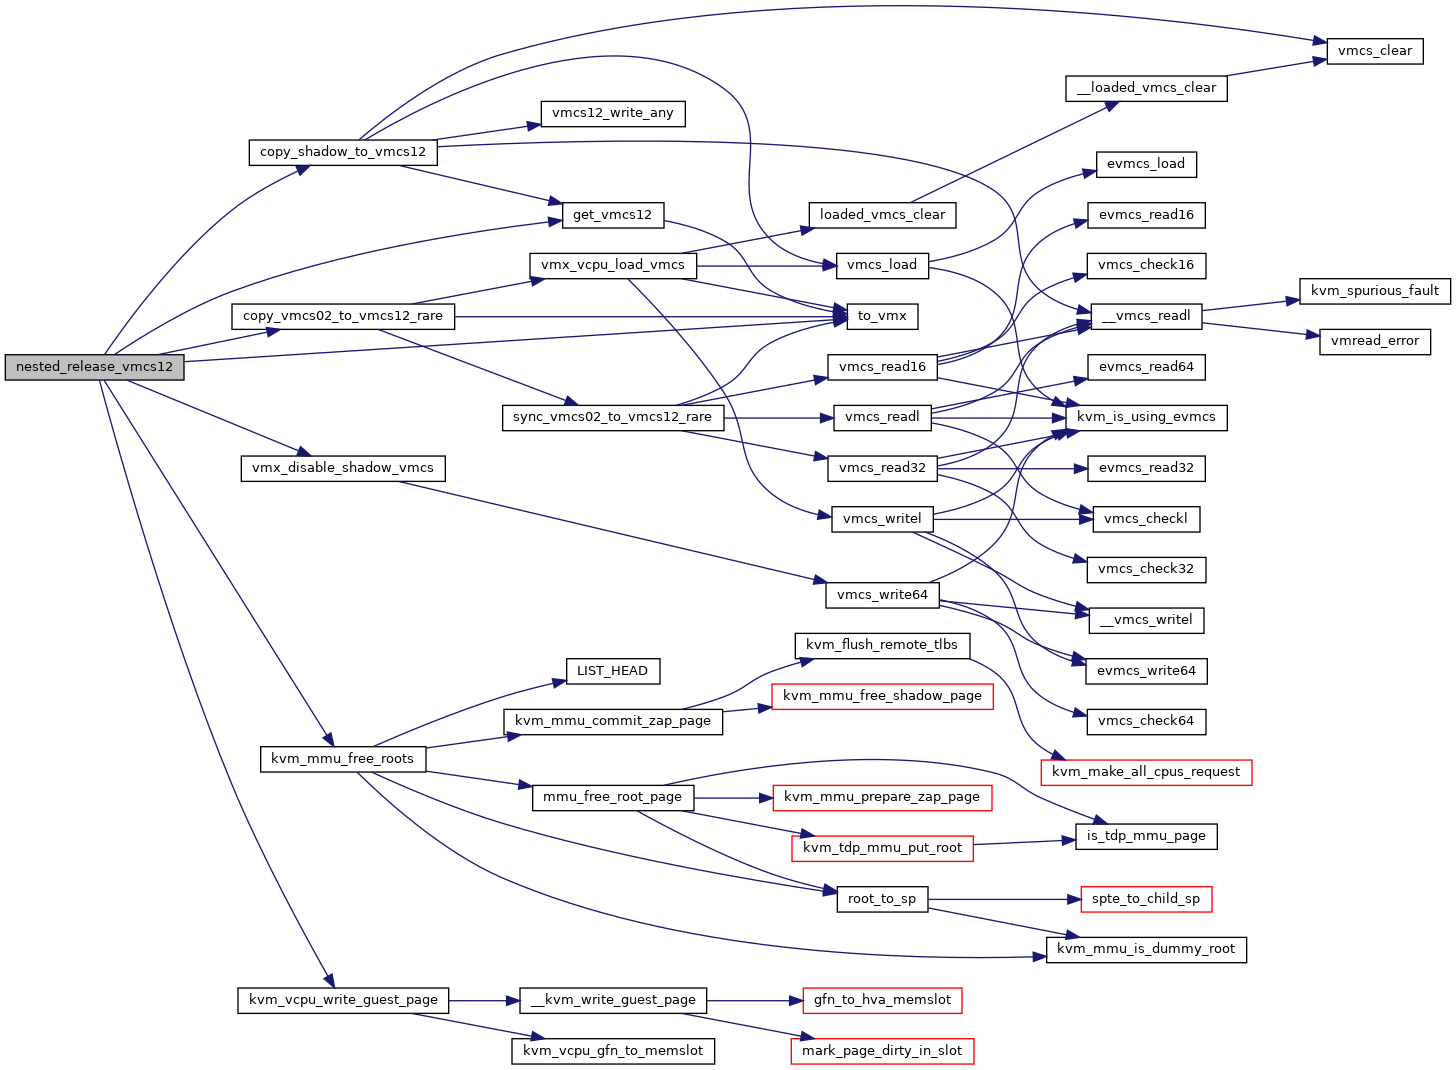 nested_release_vmcs12
copy_shadow_to_vmcs12
copy_vmcs02_to_vmcs12_rare
vmx_disable_shadow_vmcs
kvm_mmu_free_roots
kvm_vcpu_write_guest_page
vmcs12_write_any
get_vmcs12
vmx_vcpu_load_vmcs
sync_vmcs02_to_vmcs12_rare
LIST_HEAD
kvm_mmu_commit_zap_page
mmu_free_root_page
__kvm_write_guest_page
kvm_vcpu_gfn_to_memslot
loaded_vmcs_clear
vmcs_load
to_vmx
vmcs_read16
vmcs_readl
vmcs_read32
vmcs_writel
vmcs_write64
kvm_flush_remote_tlbs
kvm_mmu_free_shadow_page
kvm_mmu_prepare_zap_page
kvm_tdp_mmu_put_root
root_to_sp
gfn_to_hva_memslot
mark_page_dirty_in_slot
__loaded_vmcs_clear
evmcs_load
evmcs_read16
vmcs_check16
__vmcs_readl
evmcs_read64
kvm_is_using_evmcs
evmcs_read32
vmcs_checkl
vmcs_check32
__vmcs_writel
evmcs_write64
vmcs_check64
kvm_make_all_cpus_request
is_tdp_mmu_page
spte_to_child_sp
kvm_mmu_is_dummy_root
vmcs_clear
kvm_spurious_fault
vmread_error